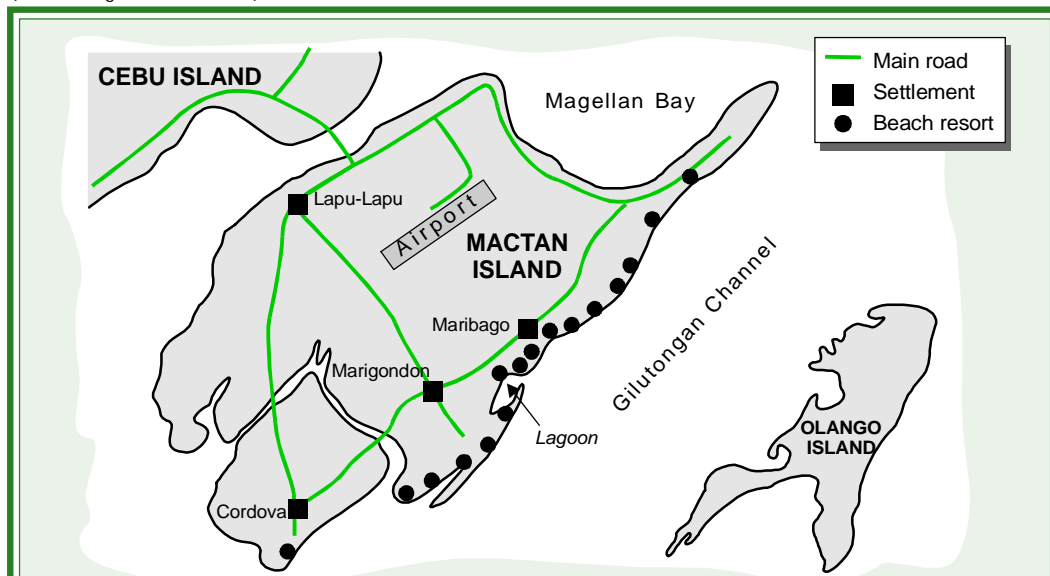 CEBU ISLAND
Magellan Bay
Main road
Settlement
Beach resort
Lapu-Lapu
Airport
MACTAN
ISLAND
Gilutongan Channel
Maribago
Marigondon
Lagoon
OLANGO
ISLAND
Cordova